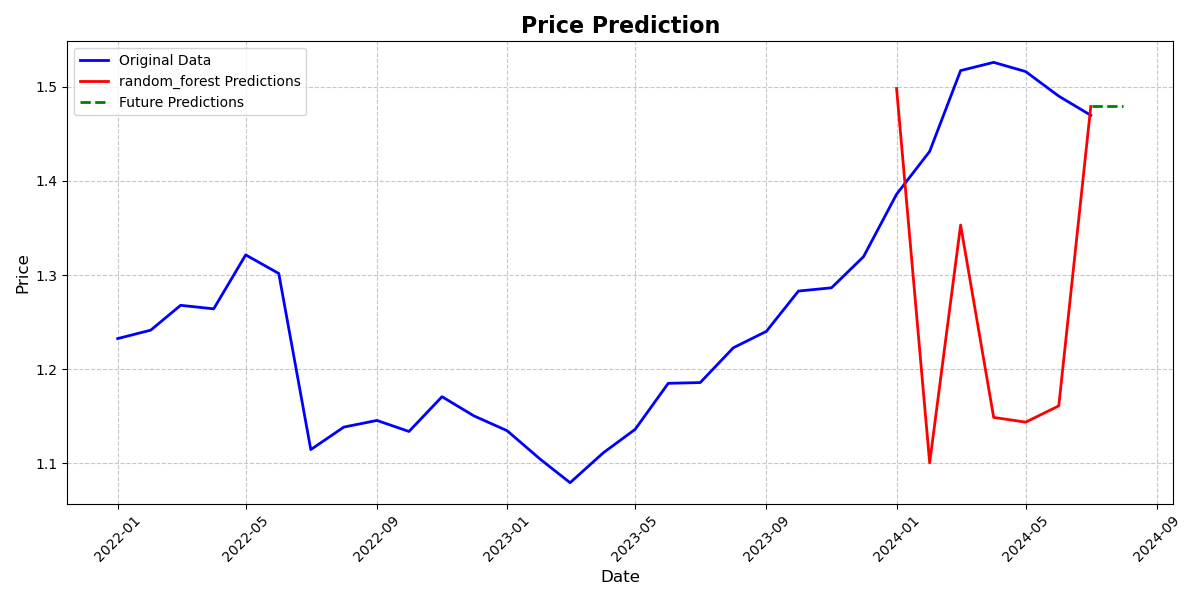 Price Prediction
Original Data
random_forest Predictions
Future Predictions
Price
1.5
1.4
1.3
1.2
1.1
2022-01
2022-05
2022-09
2023-01
2023-05
2023-09
2024-01
2024-05
2024-09
Date